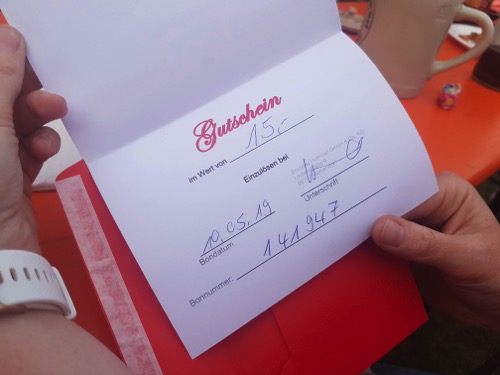 Gutschein
im Wert von 15,-
Einzulösen bei
Unterschrift
10.05.19
Bondatum
Bonnummer: 141947